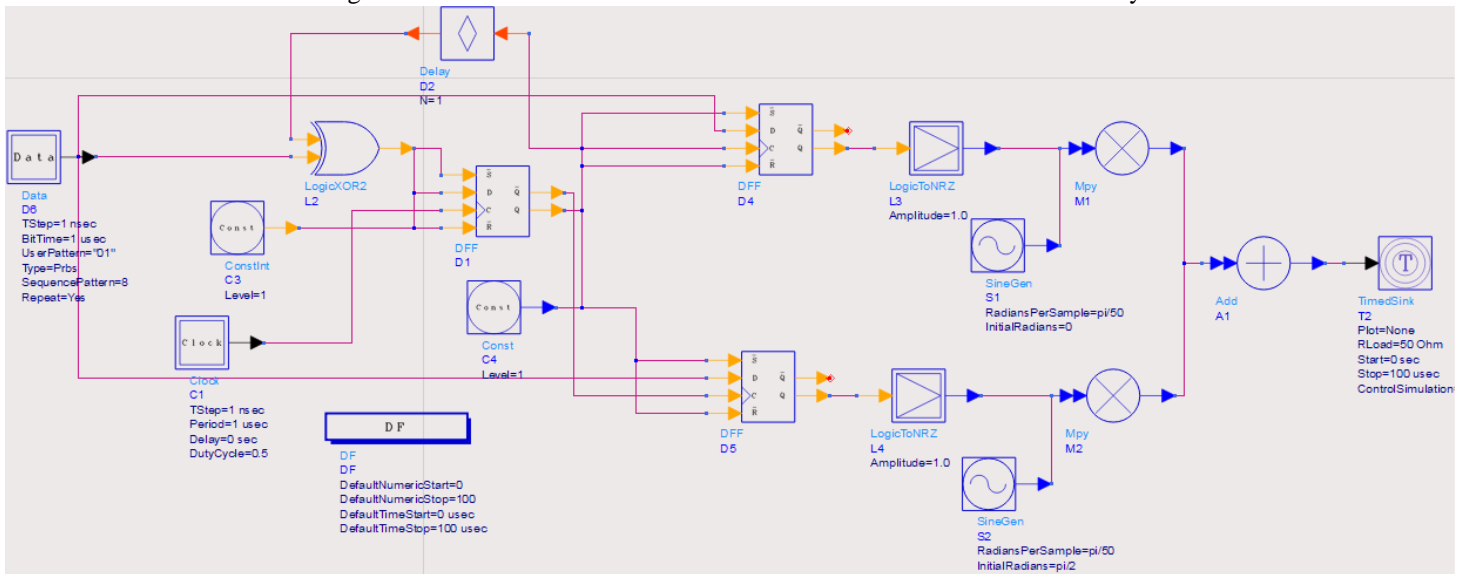 Delay
D2
N=1
Data
Data
D6
TStep=1 nsec
BitTime=1 usec
UserPattern="01"
Type=Prbs
SequencePattern=8
Repeat=Yes
LogicXOR2
L2
Const
ConstInt
C3
Level=1
S
D
C
R
Q
Q
DFF
D1
Clock
Clock
C1
TStep=1 nsec
Period=1 usec
Delay=0 sec
DutyCycle=0.5
Const
Const
C4
Level=1
DF
DF
DF
DefaultNumericStart=0
DefaultNumericStop=100
DefaultTimeStart=0 usec
DefaultTimeStop=100 usec
S
D
C
R
Q
Q
DFF
D4
LogicToNRZ
L3
Amplitude=1.0
Mpy
M1
SineGen
S1
RadiansPerSample=pi/50
InitialRadians=0
S
D
C
R
Q
Q
DFF
D5
LogicToNRZ
L4
Amplitude=1.0
Mpy
M2
SineGen
S2
RadiansPerSample=pi/50
InitialRadians=pi/2
Add
A1
T
TimedSink
T2
Plot=None
RLoad=50 Ohm
Start=0 sec
Stop=100 usec
ControlSimulation